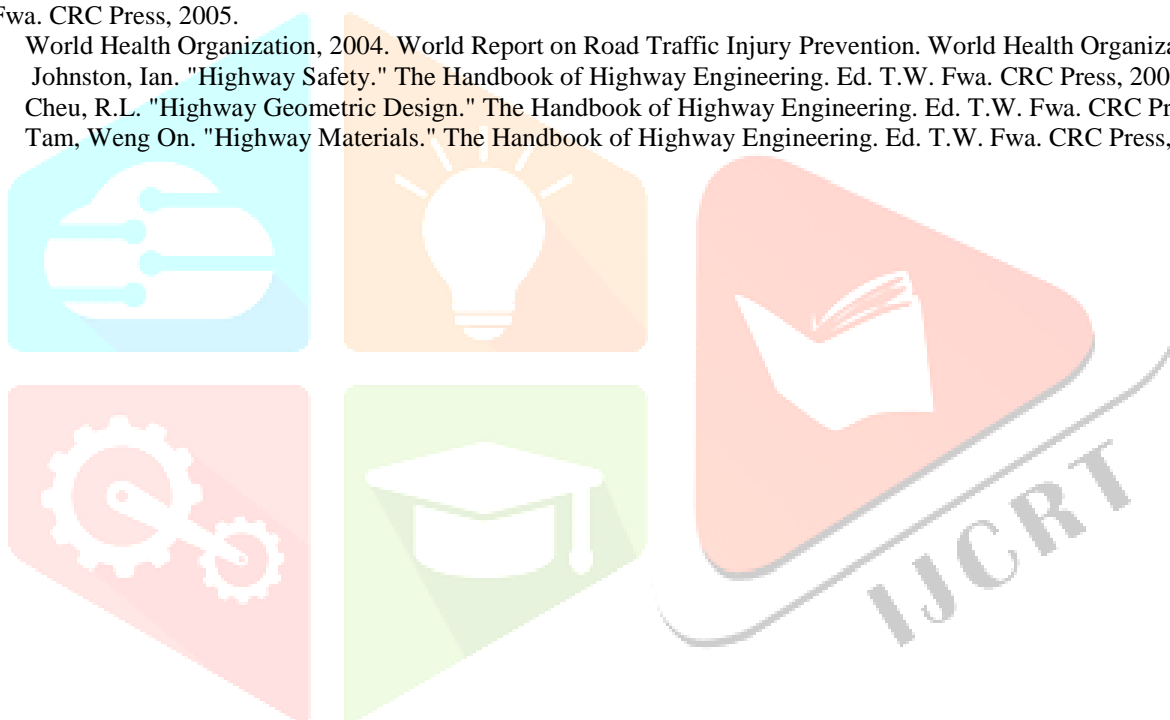 Fwa. CRC Press, 2005.
World Health Organization, 2004. World Report on Road Traffic Injury Prevention. World Health Organiza
Johnston, Ian. "Highway Safety." The Handbook of Highway Engineering. Ed. T.W. Fwa. CRC Press, 200
Cheu, R.L. "Highway Geometric Design." The Handbook of Highway Engineering. Ed. T.W. Fwa. CRC Pr
Tam, Weng On. "Highway Materials." The Handbook of Highway Engineering. Ed. T.W. Fwa. CRC Press,
IJCRT